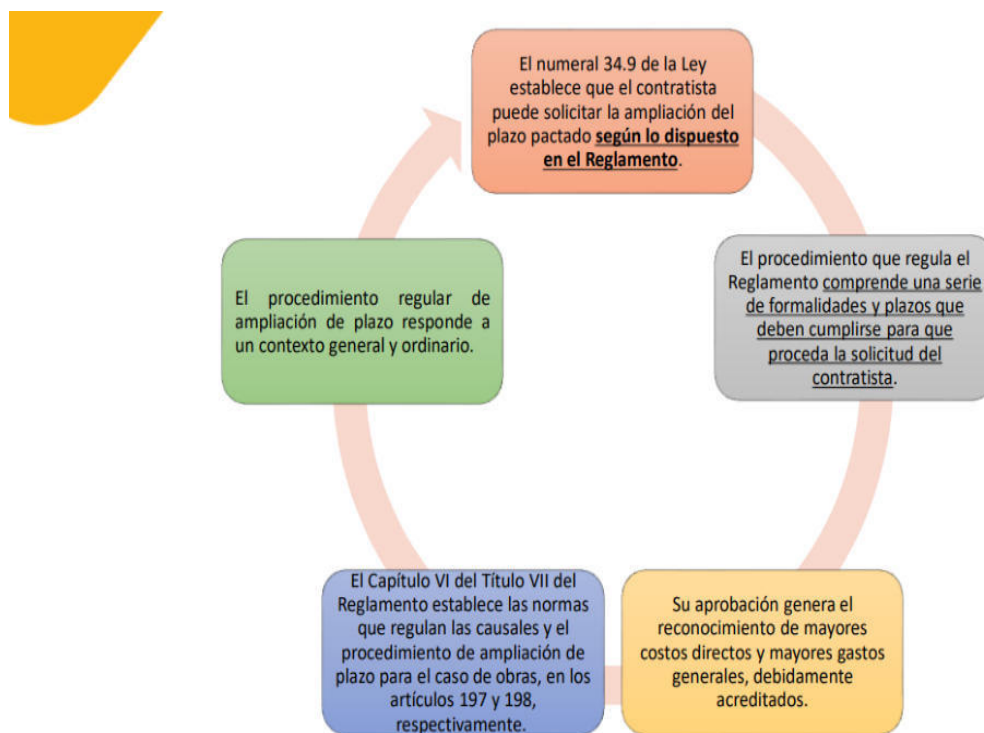 El numeral 34.9 de la Ley
establece que el contratista
puede solicitar la ampliación del
plazo pactado según lo dispuesto
en el Reglamento.
El procedimiento que regula el
Reglamento comprende una serie
de formalidades y plazos que
deben cumplirse para que
proceda la solicitud del
contratista.
Su aprobación genera el
reconocimiento de mayores
costos directos y mayores gastos
generales, debidamente
acreditados.
El Capítulo VI del Título VII del
Reglamento establece las normas
que regulan las causales y el
procedimiento de ampliación de
plazo para el caso de obras, en los
artículos 197 y 198,
respectivamente.
El procedimiento regular de
ampliación de plazo responde a
un contexto general y ordinario.